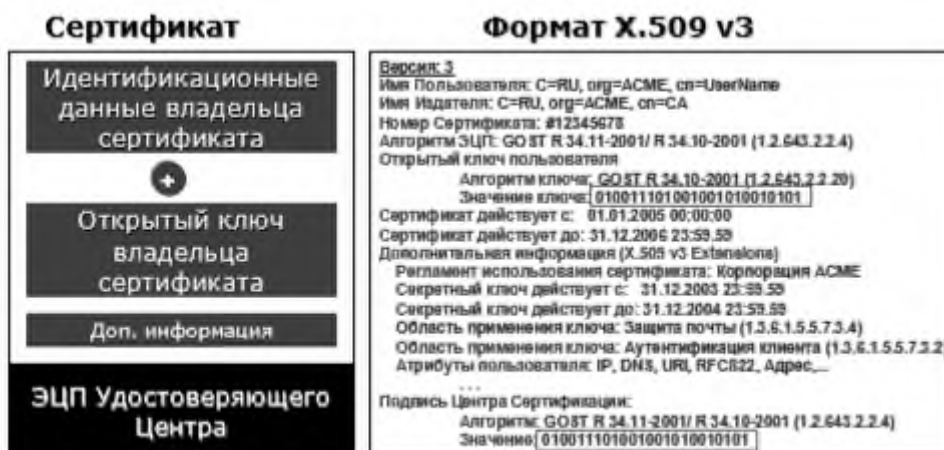 Сертификат
Идентификационные
данные владельца
сертификата
+
Открытый ключ
владельца
сертификата
Доп. информация
ЭЦП Удостоверяющего
Центра
Формат X.509 v3
Версия: 3
Имя Пользователя: C=RU, org=ACME, cn=UserName
Имя Издателя: C=RU, org=ACME, cn=CA
Номер Сертификата: #12345678
Алгоритм ЭЦП: GOST R 34.11-2001/ R 34.10-2001 (1.2.643.2.2.4)
Открытый ключ пользователя
Алгоритм ключа: GOST R 34.10-2001 (1.2.643.2.2.20)
Значение ключа: 010011101001001010010101
Сертификат действует с: 01.01.2005 00:00:00
Сертификат действует до: 31.12.2006 23:59.59
Дополнительная информация (X.509 v3 Extensions)
Регламент использования сертификата: Корпорация ACME
Секретный ключ действует с: 31.12.2003 23:59.59
Секретный ключ действует до: 31.12.2004 23:59.59
Область применения ключа: Защита почты (1.3.6.1.5.5.7.3.4)
Область применения ключа: Аутентификация клиента (1.3.6.1.5.5.7.3.2
Атрибуты пользователя: IP, DNS, URI, RFC822, Адрес,...
...
Подпись Центра Сертификации:
Алгоритм: GOST R 34.11-2001/ R 34.10-2001 (1.2.643.2.2.4)
Значение: 010011101001001010010101